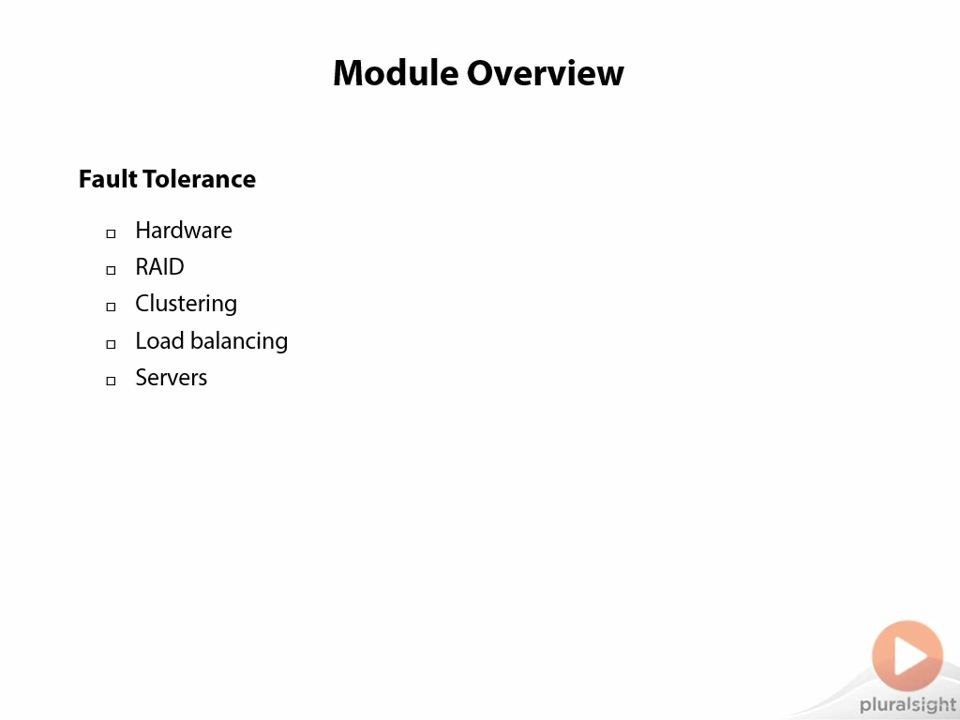 Module Overview
Fault Tolerance
Hardware
RAID
Clustering
Load balancing
Servers
pluralsight